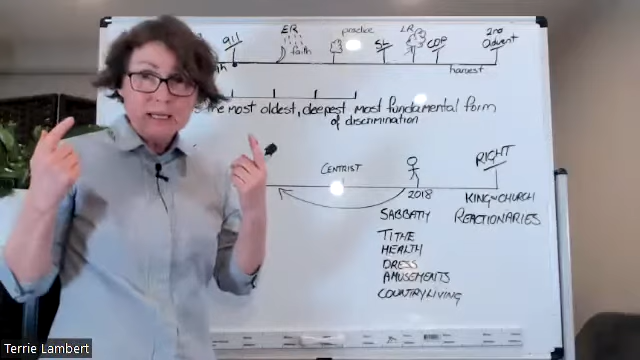 911
ER
faith
practice
SL
LR
COP
2nd
Advent
harvest
the most oldest, deepest most fundamental form
of discrimination
CENTRIST
RIGHT
2018
KING~CHURCH
REACTIONARIES
SABBATH
TITHE
HEALTH
DRESS
AMUSEMENTS
COUNTRY LIVING
Terrie Lambert